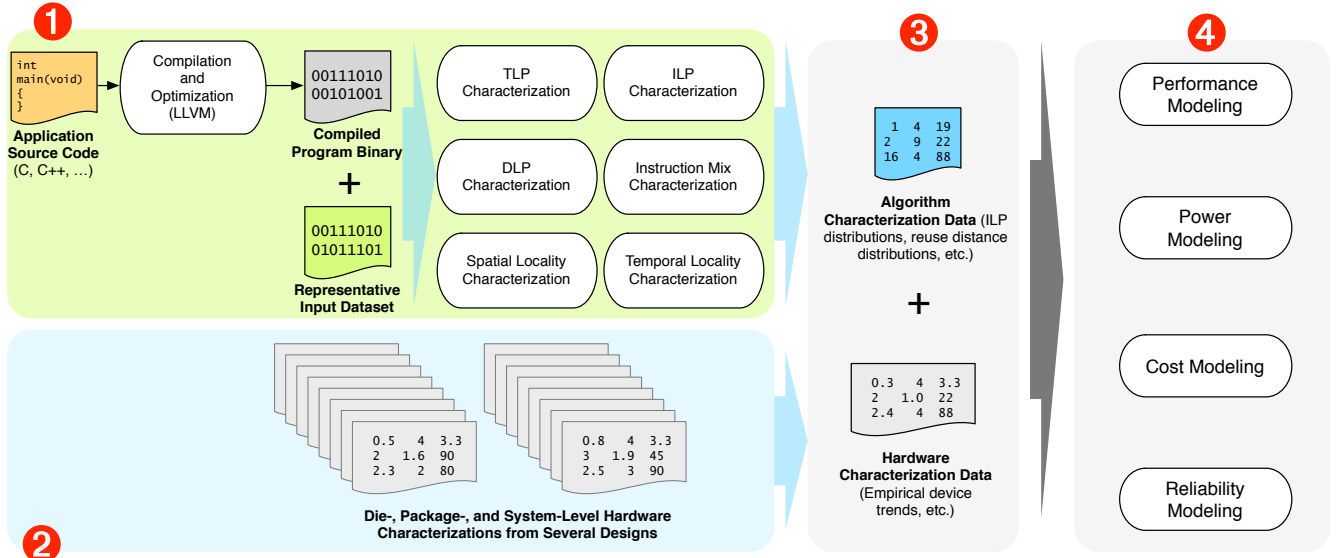 1
int
main(void)
{
}
Application
Source Code
(C, C++, …)
Compilation
and
Optimization
(LLVM)
00111010
00101001
Compiled
Program Binary
+
00111010
01011101
Representative
Input Dataset
TLP
Characterization
ILP
Characterization
DLP
Characterization
Instruction Mix
Characterization
Spatial Locality
Characterization
Temporal Locality
Characterization
2
0.5 4 3.3
2 1.6 90
2.3 2 80
0.8 4 3.3
3 1.9 45
2.5 3 90
Die-, Package-, and System-Level Hardware
Characterizations from Several Designs
3
1 4 19
2 9 22
16 4 88
Algorithm
Characterization Data (ILP
distributions, reuse distance
distributions, etc.)
+
0.3 4 3.3
2 1.0 22
2.4 4 88
Hardware
Characterization Data
(Empirical device
trends, etc.)
4
Performance
Modeling
Power
Modeling
Cost Modeling
Reliability
Modeling